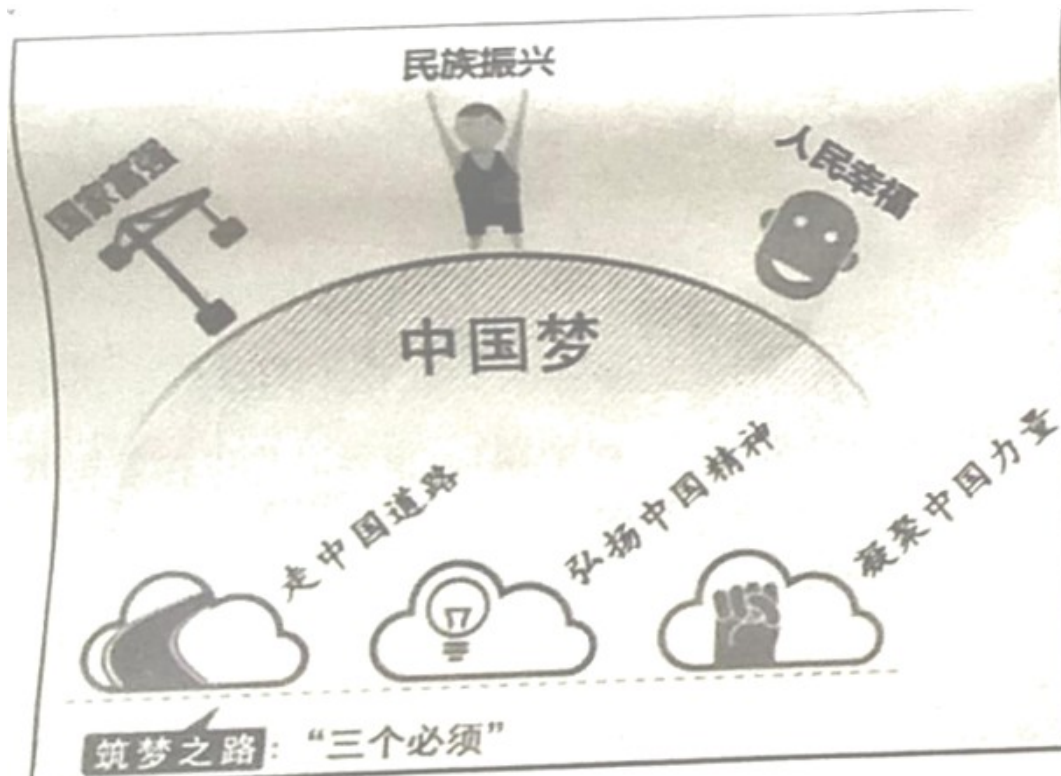 民族振兴
国家富强
人民幸福
中国梦
走中国道路
弘扬中国精神
凝聚中国力量
筑梦之路：“三个必须”